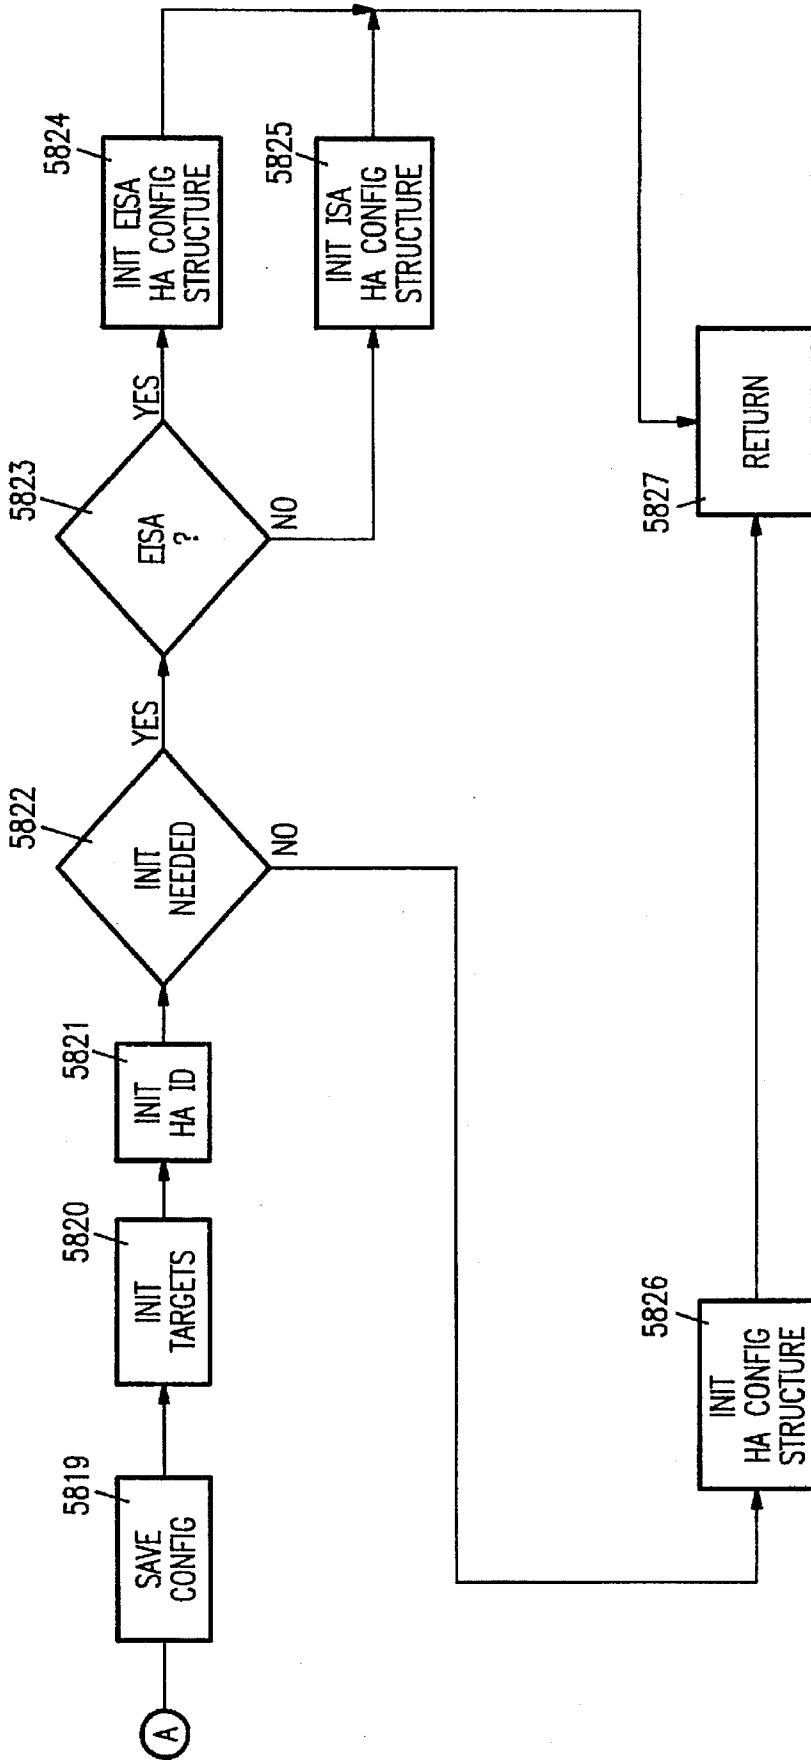 A
5819
SAVE
CONFIG
5820
INIT
TARGETS
5821
INIT
HA ID
5822
INIT
NEEDED
YES
NO
5823
EISA
?
YES
NO
5824
INIT EISA
HA CONFIG
STRUCTURE
5825
INIT ISA
HA CONFIG
STRUCTURE
5826
INIT
HA CONFIG
STRUCTURE
5827
RETURN